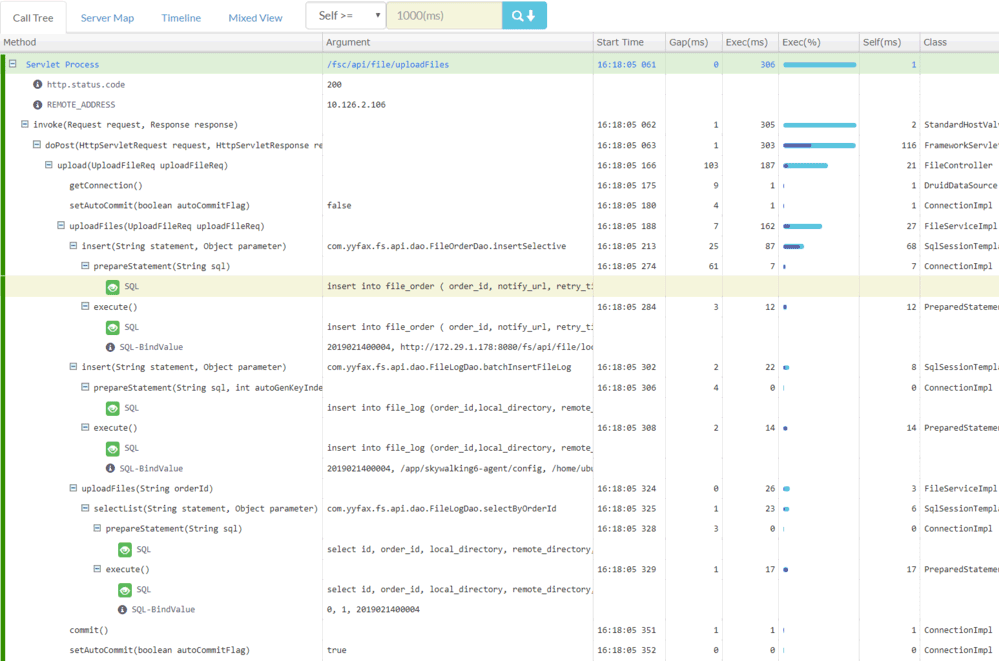 Call Tree Server Map Timeline Mixed View Self >= 1000(ms)
Method Argument Start Time Gap(ms) Exec(ms) Exec(%) Self(ms) Class
Servlet Process /fsc/api/file/uploadFiles 16:18:05 061 0 306 1
http.status.code 200
REMOTE_ADDRESS 10.126.2.106
invoke(Request request, Response response) 16:18:05 062 1 305 2 StandardHostValv
doPost(HttpServletRequest request, HttpServletResponse re 16:18:05 063 1 303 116 FrameworkServlet
upload(UploadFileReq uploadFileReq) 16:18:05 166 103 187 21 FileController
getConnection() 16:18:05 175 9 1 1 DruidDataSource
setAutoCommit(boolean autoCommitFlag) false 16:18:05 180 4 1 1 ConnectionImpl
uploadFiles(UploadFileReq uploadFileReq) 16:18:05 188 7 162 27 FileServiceImpl
insert(String statement, Object parameter) com.yyfax.fs.api.dao.FileOrderDao.insertSelective 16:18:05 213 25 87 68 SqlSessionTempla
prepareStatement(String sql) 16:18:05 274 61 7 7 ConnectionImpl
SQL insert into file_order ( order_id, notify_url, retry_ti
execute() 16:18:05 284 3 12 12 PreparedStatemen
SQL insert into file_order ( order_id, notify_url, retry_ti
SQL-BindValue 2019021400004, http://172.29.1.178:8080/fs/api/file/loc
insert(String statement, Object parameter) com.yyfax.fs.api.dao.FileLogDao.batchInsertFileLog 16:18:05 302 2 22 8 SqlSessionTempla
prepareStatement(String sql, int autoGenKeyInde 16:18:05 306 4 0 0 ConnectionImpl
SQL insert into file_log (order_id,local_directory, remote_
execute() 16:18:05 308 2 14 14 PreparedStatemen
SQL insert into file_log (order_id,local_directory, remote_
SQL-BindValue 2019021400004, /app/skywalking6-agent/config, /home/ubu
uploadFiles(String orderId) 16:18:05 324 0 26 3 FileServiceImpl
selectList(String statement, Object parameter) com.yyfax.fs.api.dao.FileLogDao.selectByOrderId 16:18:05 325 1 23 6 SqlSessionTempla
prepareStatement(String sql) 16:18:05 328 3 0 0 ConnectionImpl
SQL select id, order_id, local_directory, remote_directory,
execute() 16:18:05 329 1 17 17 PreparedStatemen
SQL select id, order_id, local_directory, remote_directory,
SQL-BindValue 0, 1, 2019021400004
commit() 16:18:05 351 1 1 1 ConnectionImpl
setAutoCommit(boolean autoCommitFlag) true 16:18:05 352 0 0 0 ConnectionImpl